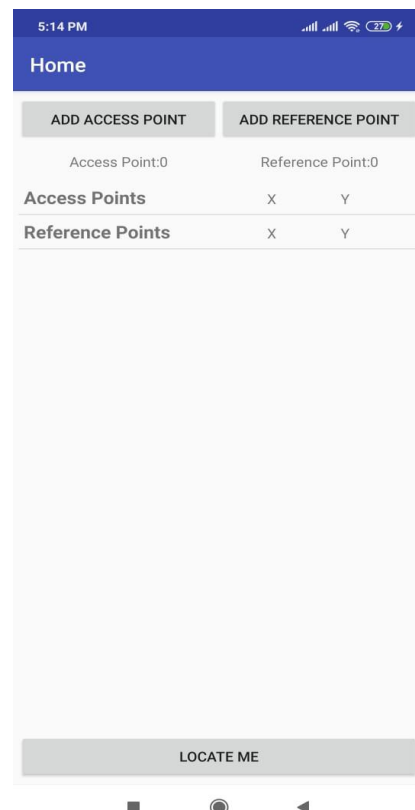 5:14 PM 27
Home
ADD ACCESS POINT ADD REFERENCE POINT
Access Point:0 Reference Point:0
Access Points X Y
Reference Points X Y
LOCATE ME